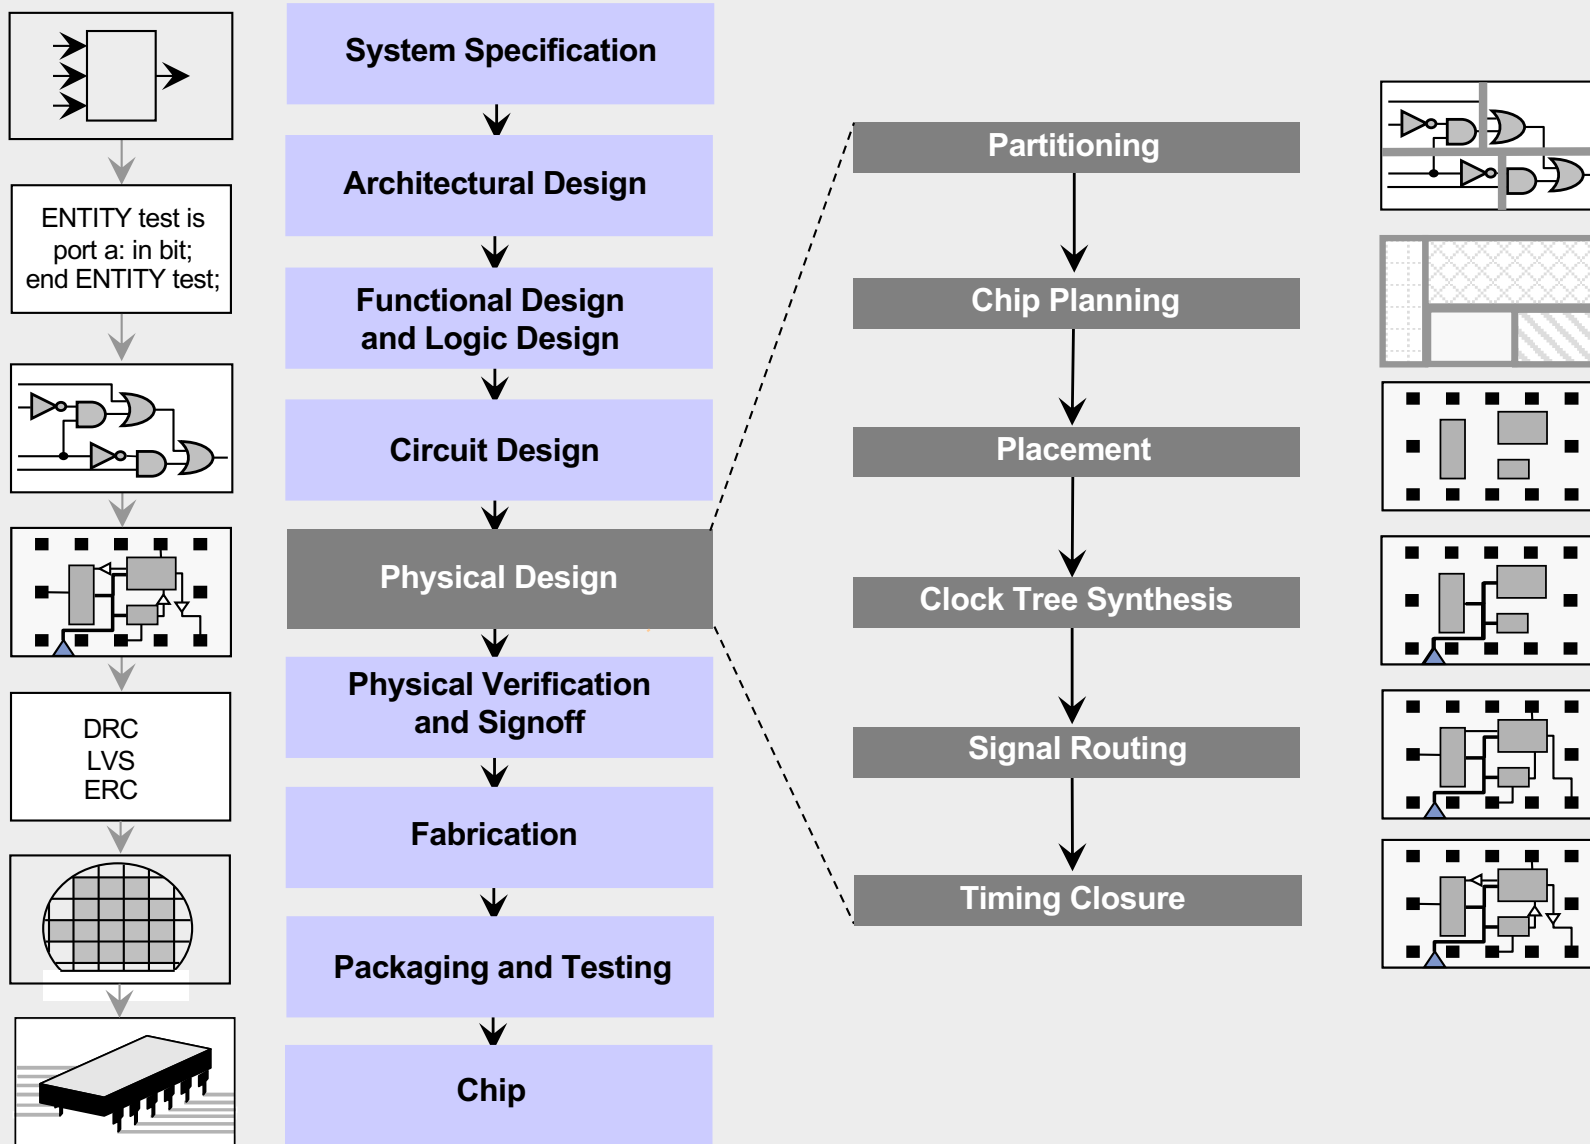 System Specification
Architectural Design
ENTITY test is
port a: in bit;
end ENTITY test;
Functional Design
and Logic Design
Circuit Design
Physical Design
Physical Verification
and Signoff
DRC
LVS
ERC
Fabrication
Packaging and Testing
Chip
Partitioning
Chip Planning
Placement
Clock Tree Synthesis
Signal Routing
Timing Closure